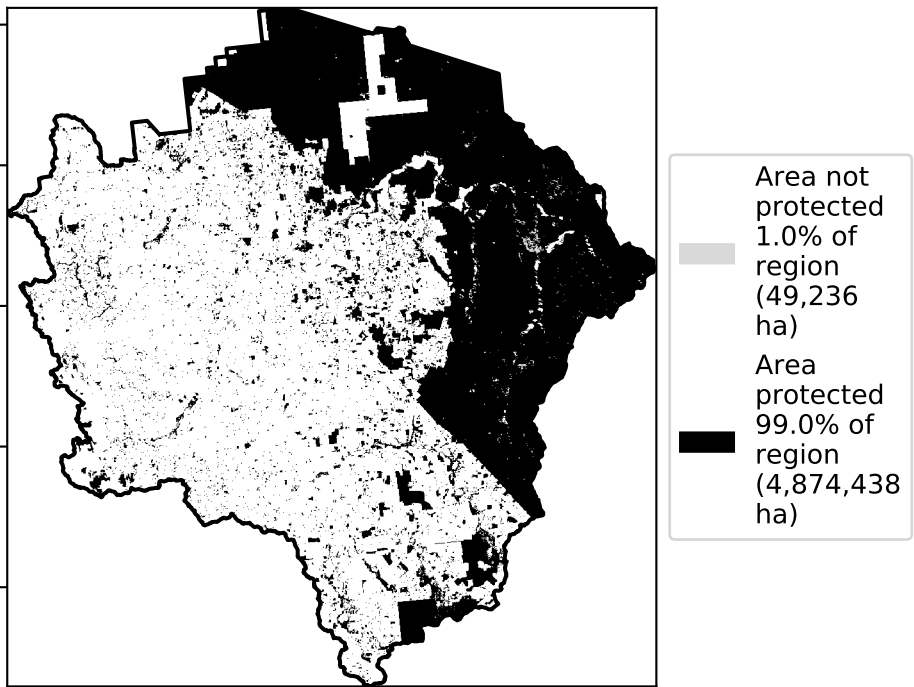 Area not
protected
1.0% of
region
(49,236
ha)
Area
protected
99.0% of
region
(4,874,438
ha)